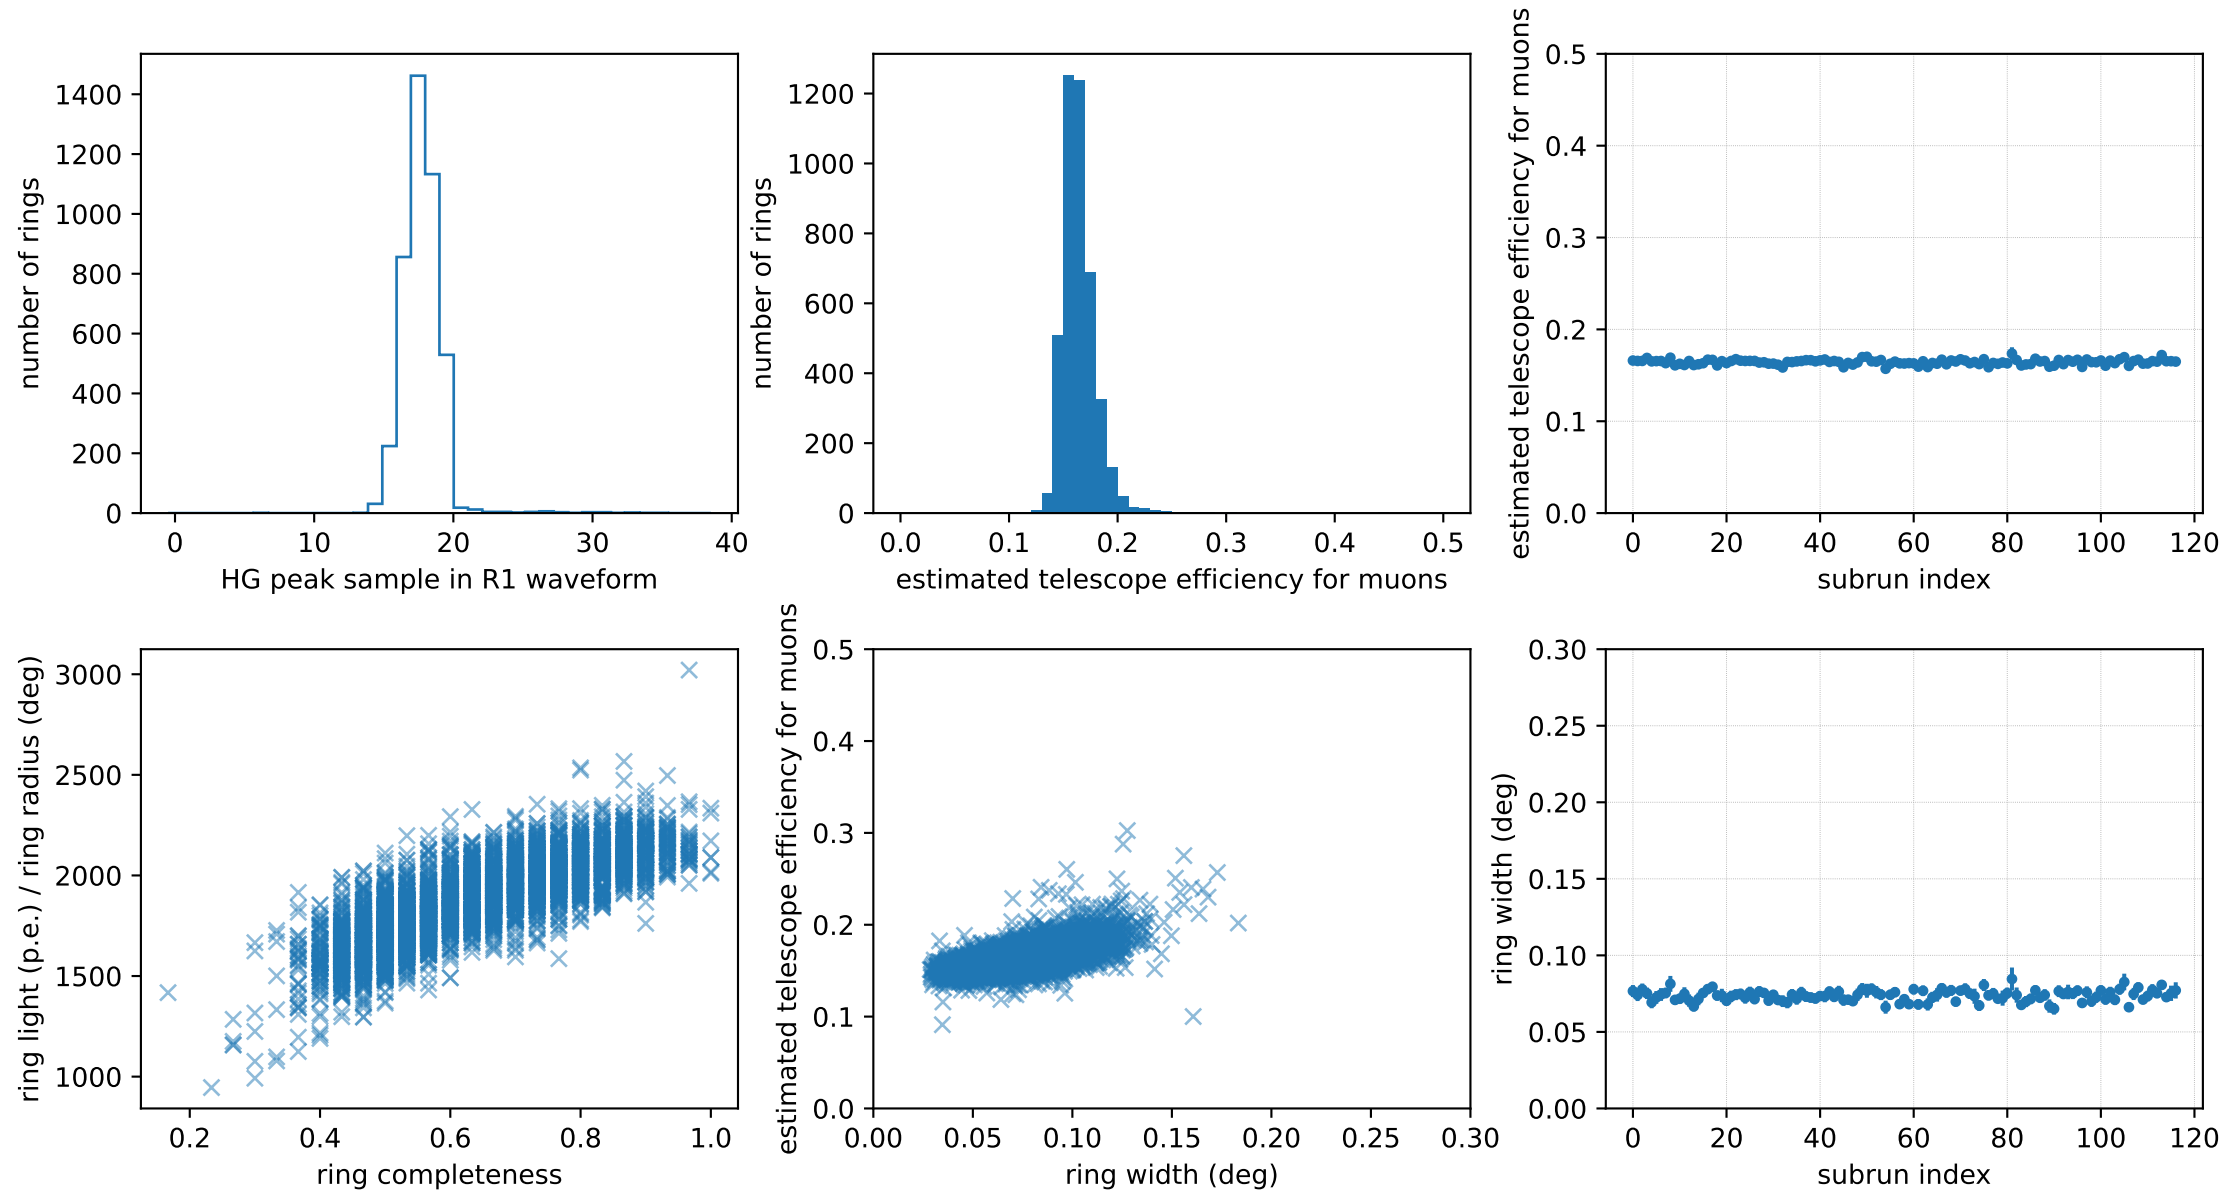 number of rings
1400
1200
1000
800
600
400
200
0
0 10 20 30 40
HG peak sample in R1 waveform
number of rings
1200
1000
800
600
400
200
0
0.0 0.1 0.2 0.3 0.4 0.5
estimated telescope efficiency for muons
estimated telescope efficiency for muons
0.5
0.4
0.3
0.2
0.1
0.0
0 20 40 60 80 100 120
subrun index
ring light (p.e.) / ring radius (deg)
3000
2500
2000
1500
1000
0.2 0.4 0.6 0.8 1.0
ring completeness
estimated telescope efficiency for muons
0.5
0.4
0.3
0.2
0.1
0.0
0.00 0.05 0.10 0.15 0.20 0.25 0.30
ring width (deg)
ring width (deg)
0.30
0.25
0.20
0.15
0.10
0.05
0.00
0 20 40 60 80 100 120
subrun index